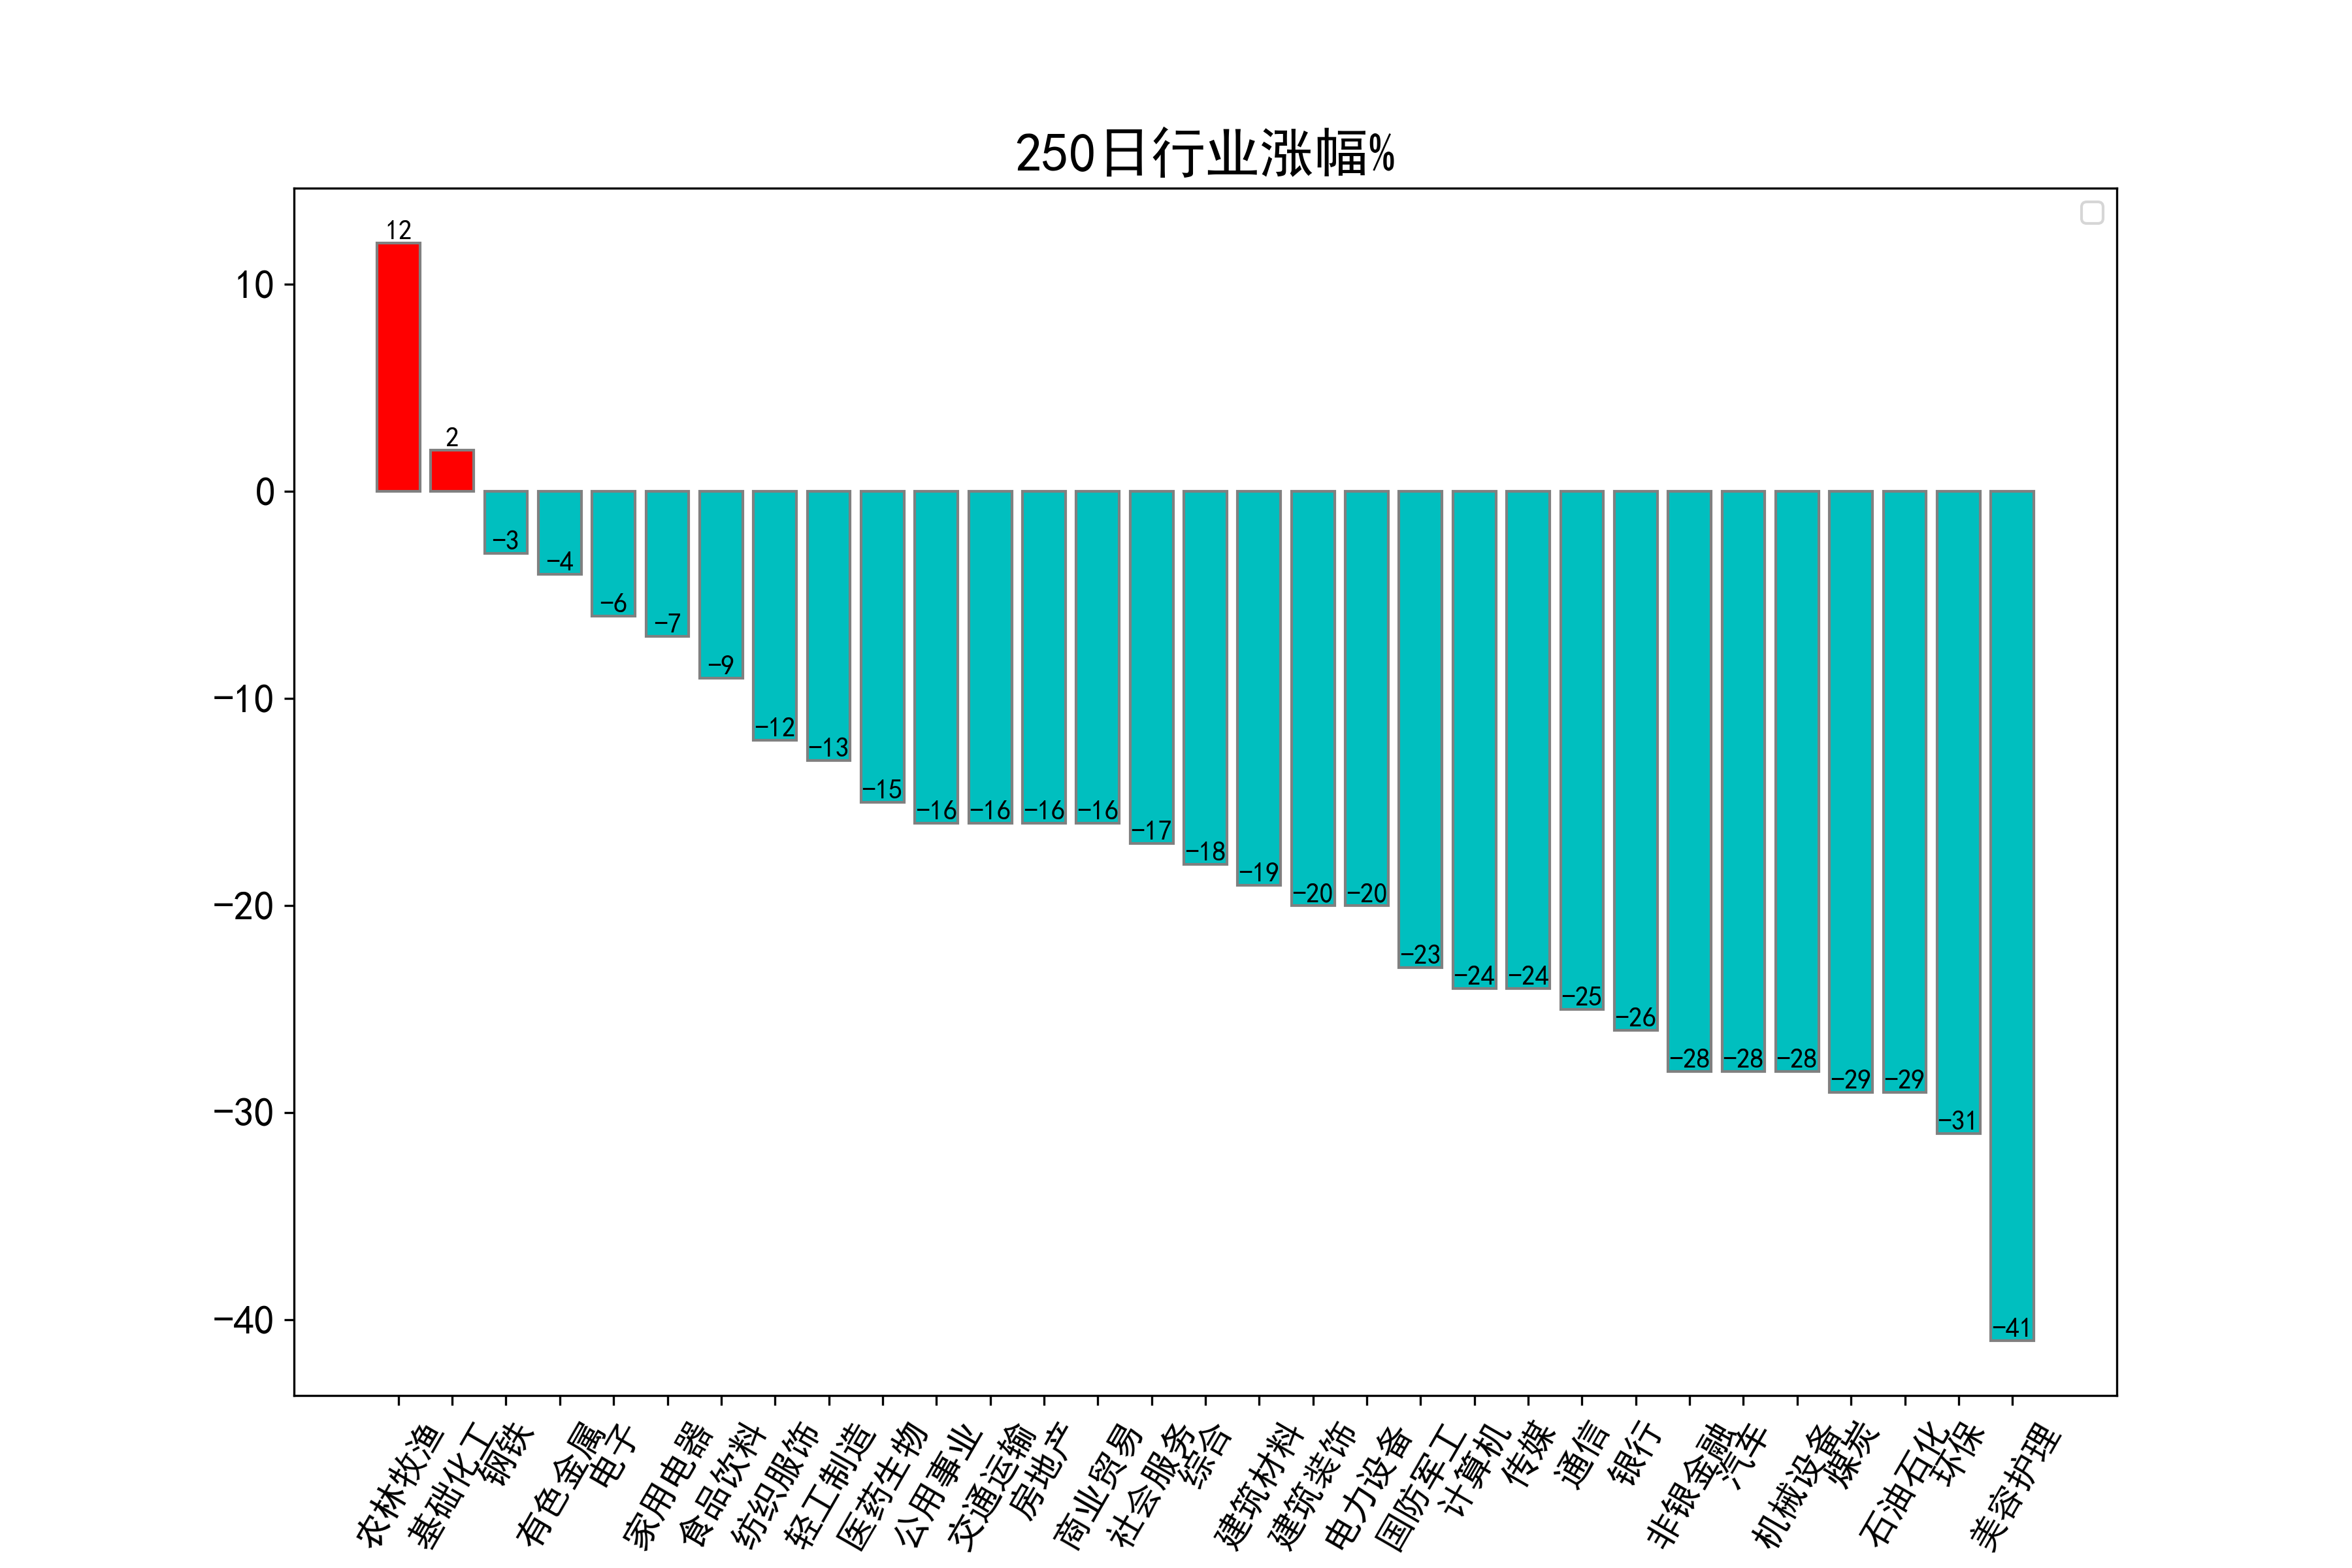 250日行业涨幅%
12
10
2
0
−3
−4
−6
−7
−9
−10
−12
−13
−15
−16
−16
−16
−16
−17
−18
−19
−20
−20
−20
−23
−24
−24
−25
−26
−28
−28
−28
−29
−29
−30
−31
−40
−41
农林牧渔
基础化工
钢铁
有色金属
电子
家用电器
食品饮料
纺织服饰
轻工制造
医药生物
公用事业
交通运输
房地产
商业贸易
社会服务
综合
建筑材料
建筑装饰
电力设备
国防军工
计算机
传媒
通信
银行
非银金融
汽车
机械设备
煤炭
石油石化
环保
美容护理